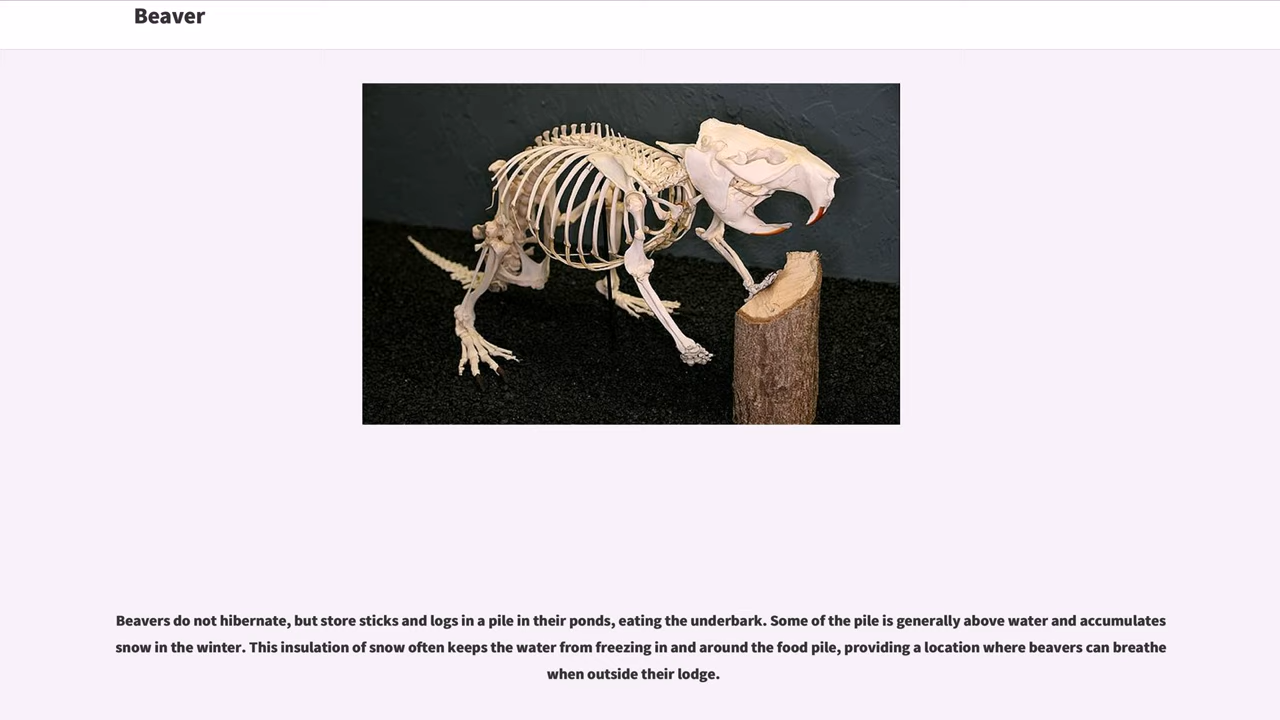 Beaver
Beavers do not hibernate, but store sticks and logs in a pile in their ponds, eating the underbark. Some of the pile is generally above water and accumulates
snow in the winter. This insulation of snow often keeps the water from freezing in and around the food pile, providing a location where beavers can breathe
when outside their lodge.